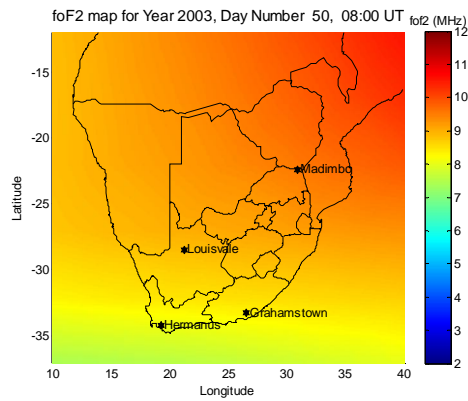 foF2 map for Year 2003, Day Number  50,  08:00 UT
fof2 (MHz)
12
11
10
9
8
7
6
5
4
3
2
-15
-20
-25
-30
-35
Latitude
Madimbo
Louisvale
Grahamstown
Hermanus
10 15 20 25 30 35 40
Longitude